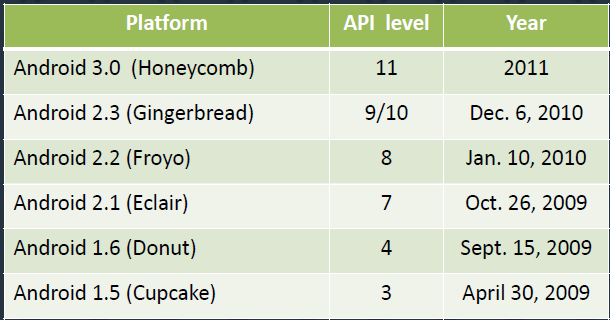 Platform API level Year
Android 3.0 (Honeycomb) 11 2011
Android 2.3 (Gingerbread) 9/10 Dec. 6, 2010
Android 2.2 (Froyo) 8 Jan. 10, 2010
Android 2.1 (Eclair) 7 Oct. 26, 2009
Android 1.6 (Donut) 4 Sept. 15, 2009
Android 1.5 (Cupcake) 3 April 30, 2009